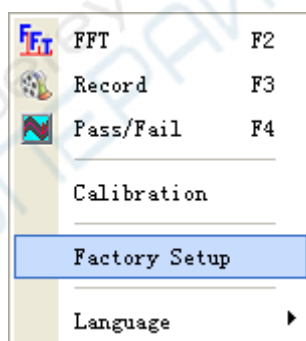 FFT F2
Record F3
Pass/Fail F4
Calibration
Factory Setup
Language